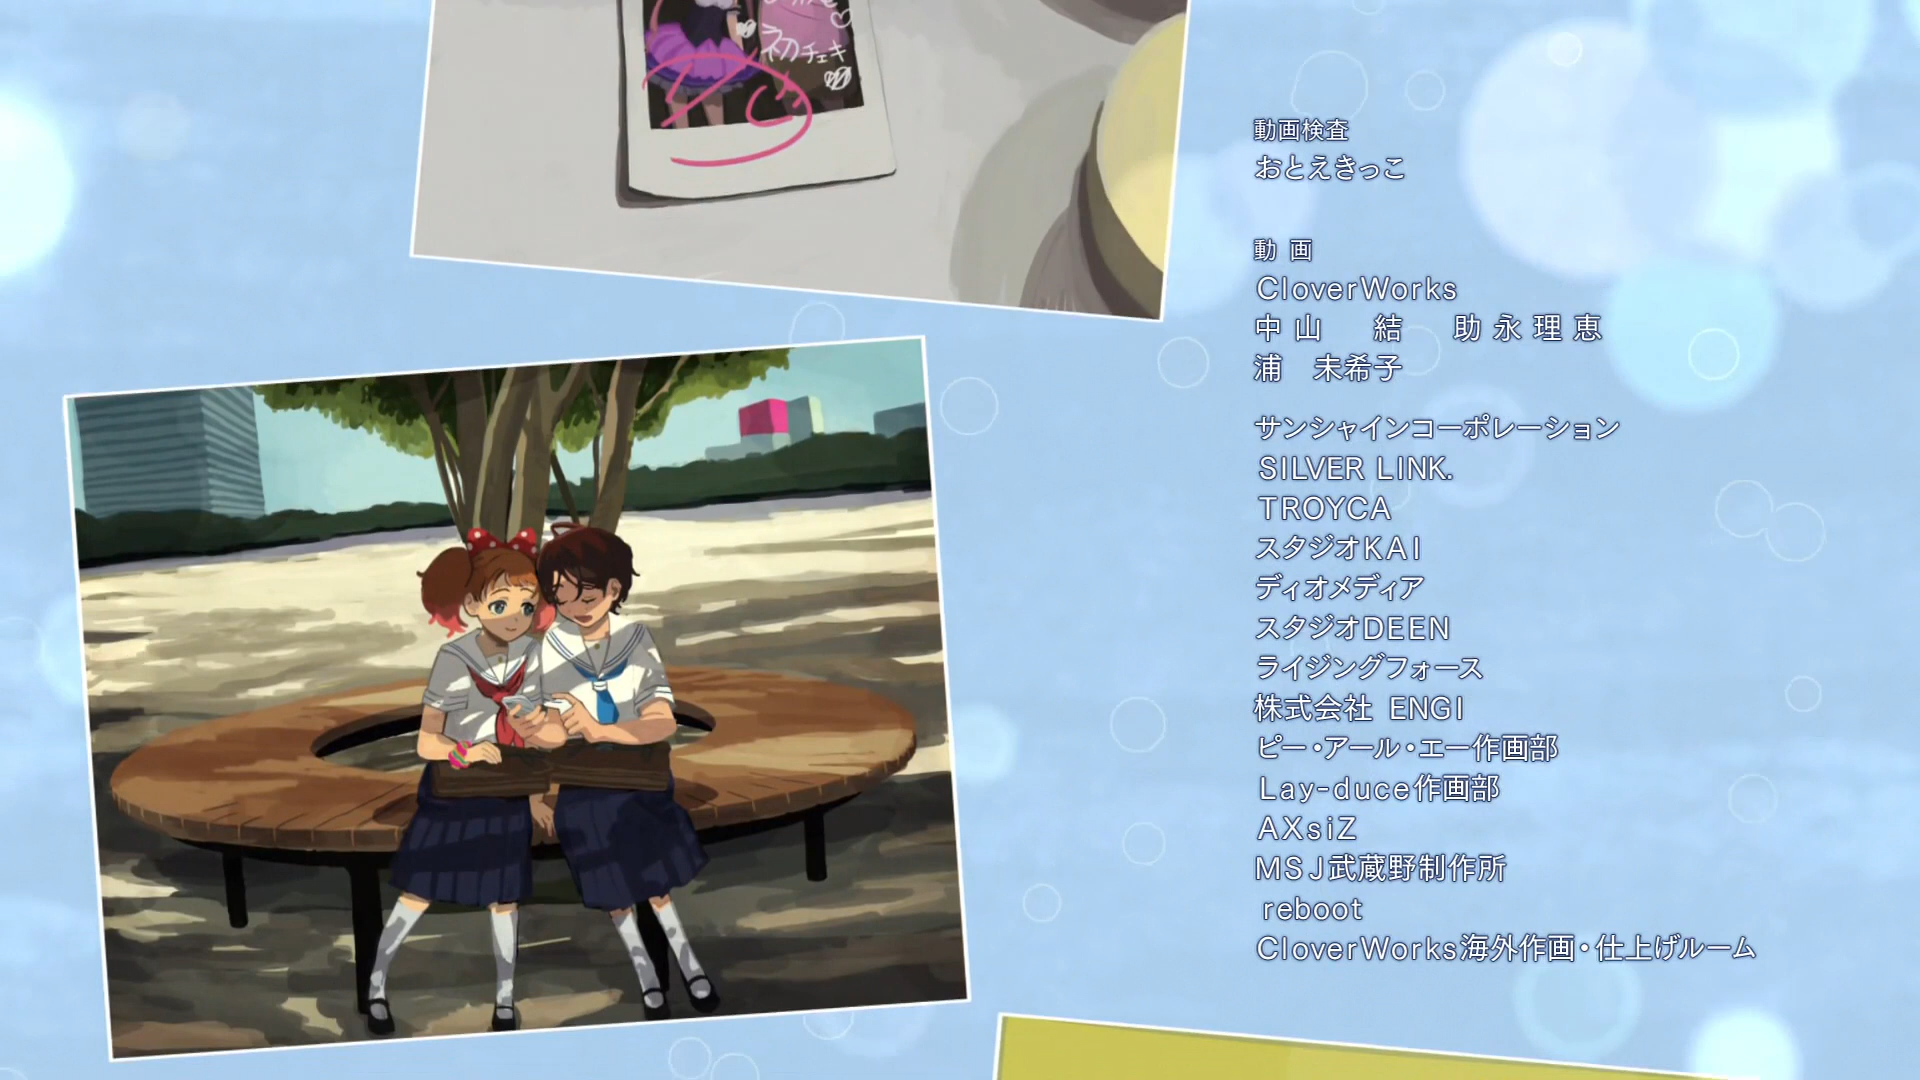 初チェキ
動画検査
おとえきっこ
動画
CloverWorks
中山　結　助永理恵
浦　未希子
サンシャインコーポレーション
SILVER LINK.
TROYCA
スタジオKAI
ディオメディア
スタジオDEEN
ライジングフォース
株式会社 ENGI
ピー・アール・エー作画部
Lay-duce作画部
AXsiZ
MSJ武蔵野制作所
reboot
CloverWorks海外作画・仕上げルーム